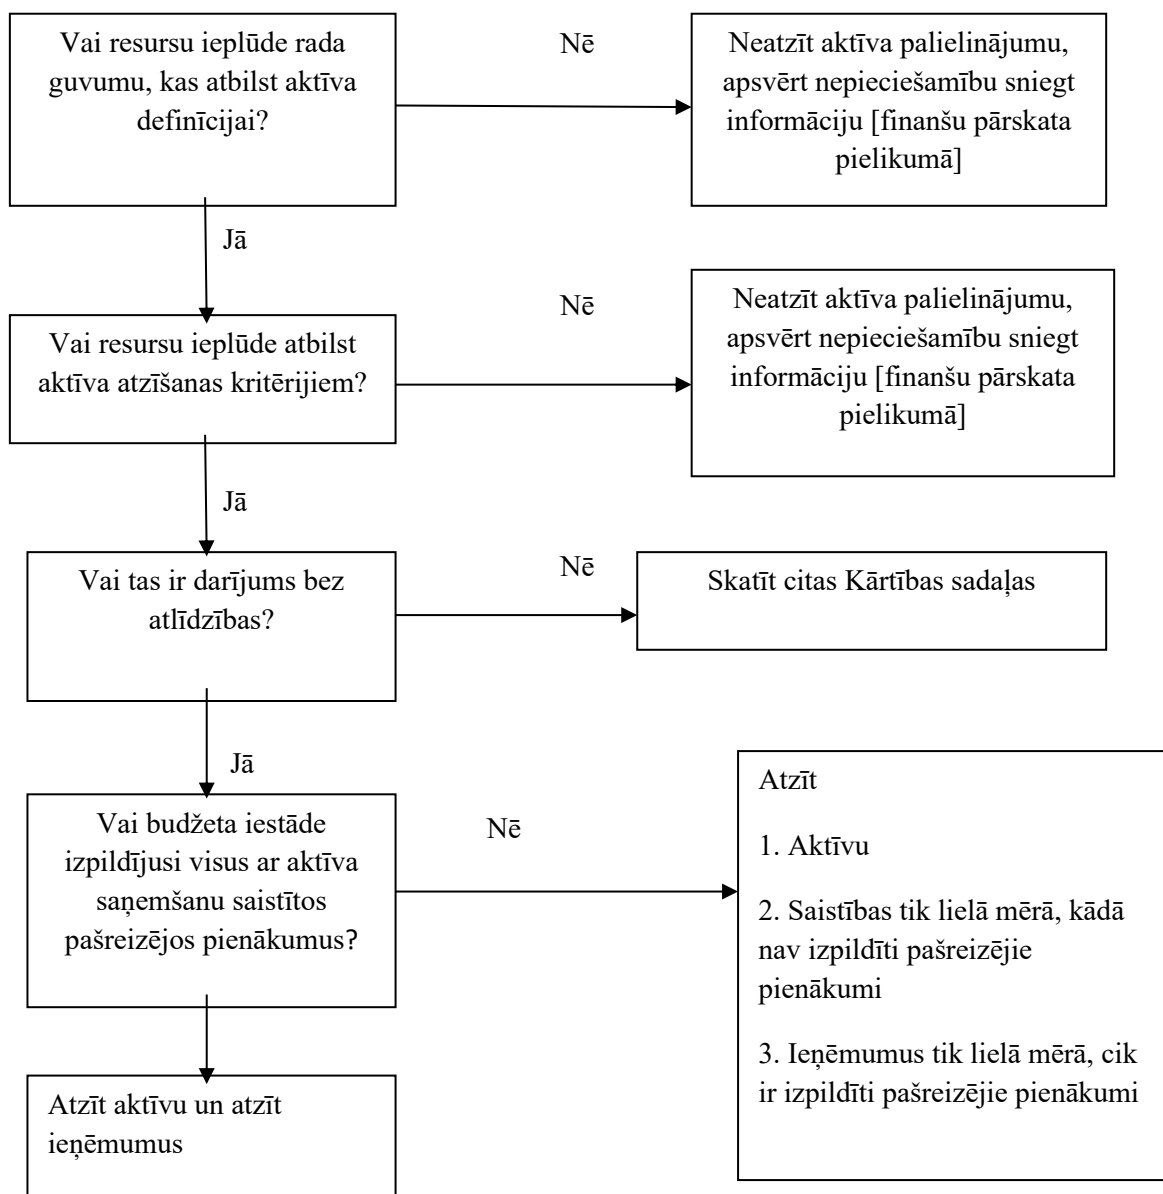 Vai resursu ieplūde rada
guvumu, kas atbilst aktīva
definīcijai?
Nē
Neatzīt aktīva palielinājumu,
apsvērt nepieciešamību sniegt
informāciju [finanšu pārskata
pielikumā]
Jā
Vai resursu ieplūde atbilst
aktīva atzīšanas kritērijiem?
Nē
Neatzīt aktīva palielinājumu,
apsvērt nepieciešamību sniegt
informāciju [finanšu pārskata
pielikumā]
Jā
Vai tas ir darījums bez
atlīdzības?
Nē
Skatīt citas Kārtības sadaļas
Jā
Vai budžeta iestāde
izpildījusi visus ar aktīva
saņemšanu saistītos
pašreizējos pienākumus?
Nē
Atzīt
1. Aktīvu
2. Saistības tik lielā mērā, kādā
nav izpildīti pašreizējie
pienākumi
3. Ieņēmumus tik lielā mērā, cik
ir izpildīti pašreizējie pienākumi
Atzīt aktīvu un atzīt
ieņēmumus